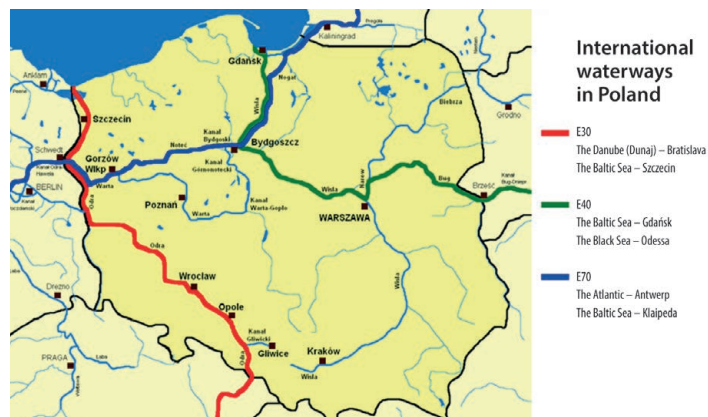 Pregoła
Kaliningrad
Gdańsk
Nogat
Anklam
Wisła
Biebrza
Szczecin
Grodno
Schwedt
Kanał
Bydgoski
Noteć
Bydgoszcz
Gorzów
Wlkp
Kanał
Górnonotecki
Warta
BERLIN
Narew
Bug
Wisła
Brześć
Kanał
Odra
Poznań
Kanał
Warta-Gopło
Warta
WARSZAWA
Odra
Wisła
Drezno
Wrocław
Opole
Kanał
Gliwicki
Gliwice
Kraków
Odra
PRAGA
Łaba
Wisła
International
waterways
in Poland
E30
The Danube (Dunaj) – Bratislava
The Baltic Sea – Szczecin
E40
The Baltic Sea – Gdańsk
The Black Sea – Odessa
E70
The Atlantic – Antwerp
The Baltic Sea – Klaipeda